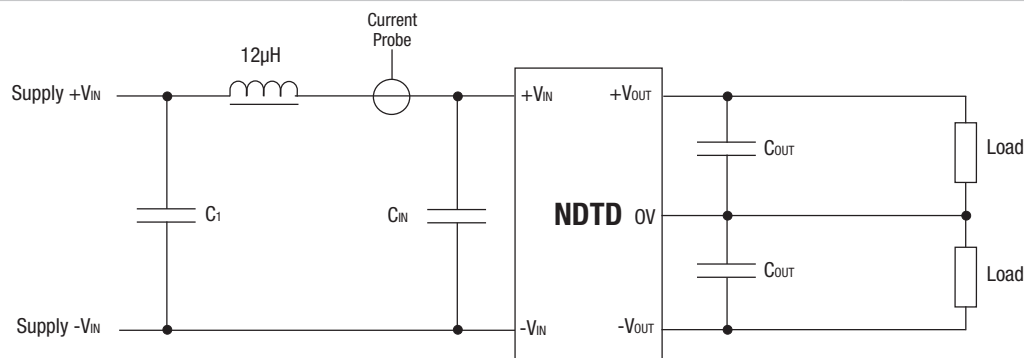 Current
Probe
12µH
Supply +VIN
+VIN
+VOUT
COUT
Load
C1
CIN
NDTD
0V
COUT
Load
Supply -VIN
-VIN
-VOUT